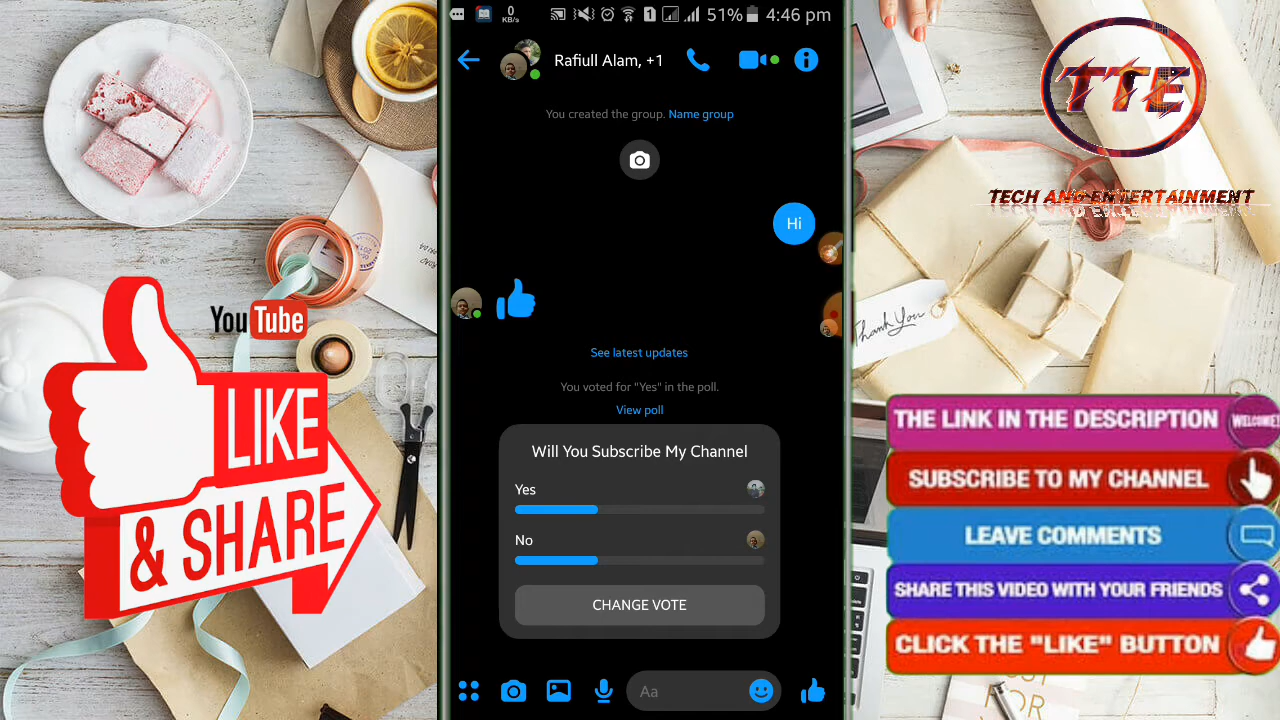 0
KB/s
1
51%
4:46 pm
Rafiull Alam, +1
You created the group. Name group
Hi
See latest updates
You voted for "Yes" in the poll.
View poll
Will You Subscribe My Channel
Yes
No
CHANGE VOTE
Aa
YouTube
LIKE
& SHARE
TTE
TECH AND ENTERTAINMENT
Thank You
THE LINK IN THE DESCRIPTION
WELCOME!
SUBSCRIBE TO MY CHANNEL
LEAVE COMMENTS
SHARE THIS VIDEO WITH YOUR FRIENDS
CLICK THE "LIKE" BUTTON